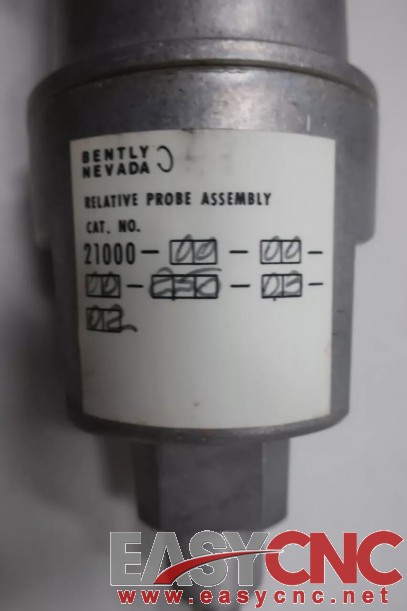 BENTLY
NEVADA
RELATIVE PROBE ASSEMBLY
CAT. NO.
21000-00-00-
00-250-03-
02
EASYCNC
www.easycnc.net